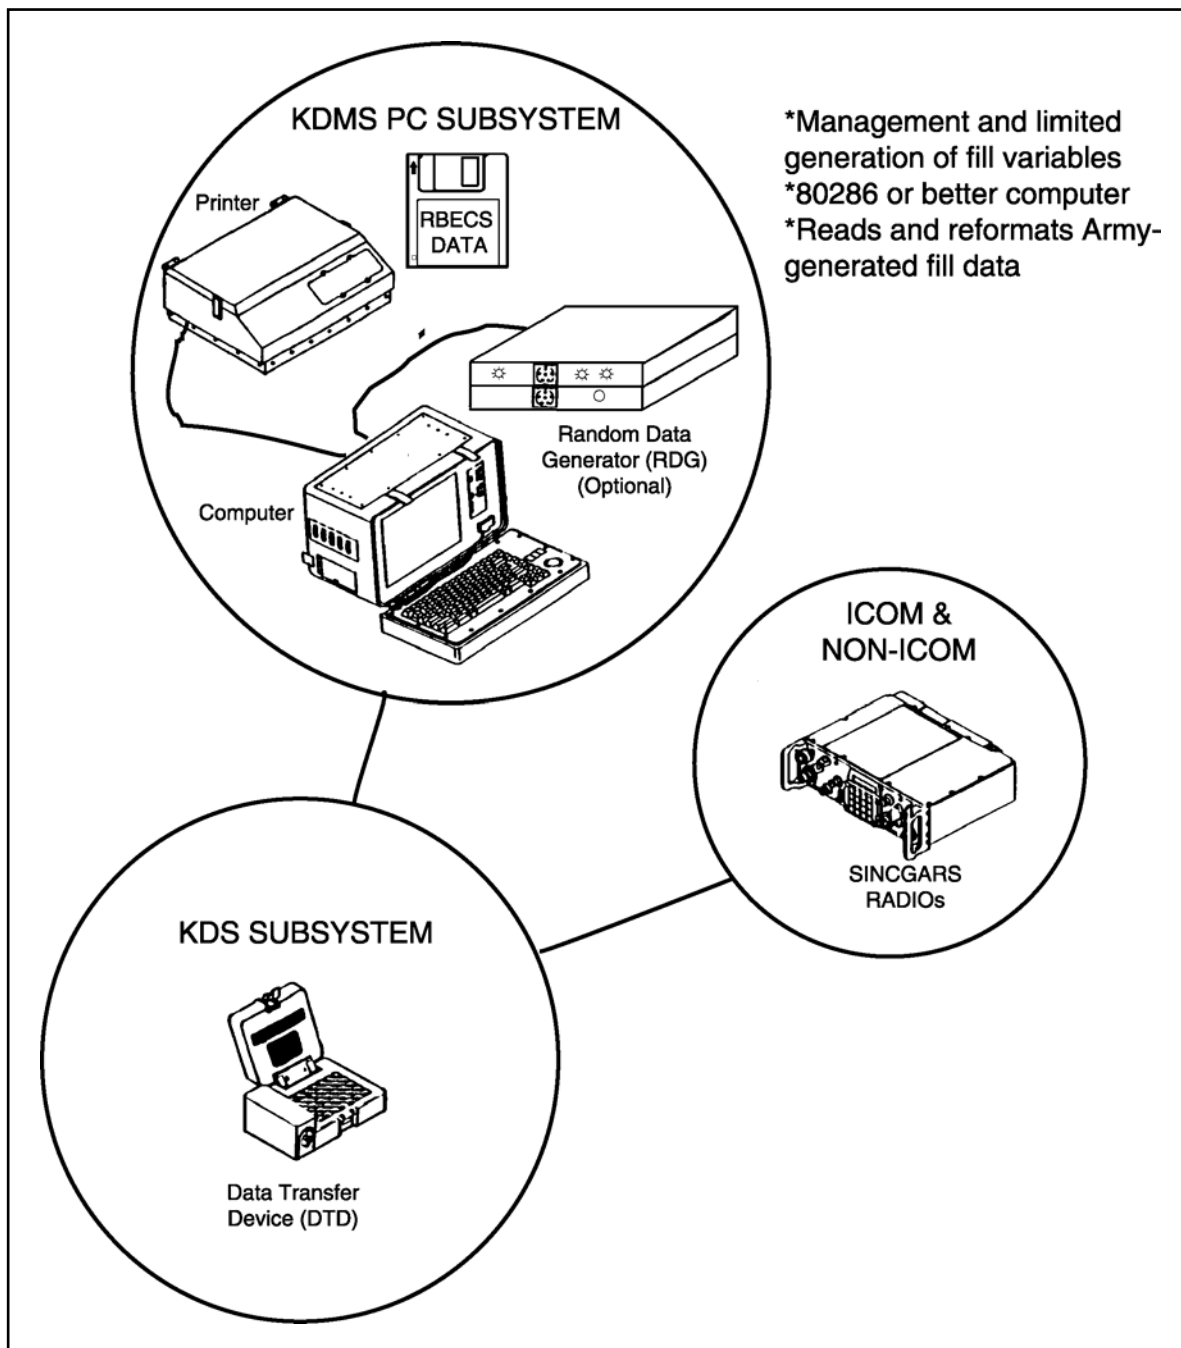 KDMS PC SUBSYSTEM
*Management and limited
generation of fill variables
*80286 or better computer
*Reads and reformats Army-
generated fill data
Printer
RBECS
DATA
Random Data
Generator (RDG)
(Optional)
Computer
ICOM &
NON-ICOM
SINCGARS
RADIOs
KDS SUBSYSTEM
Data Transfer
Device (DTD)